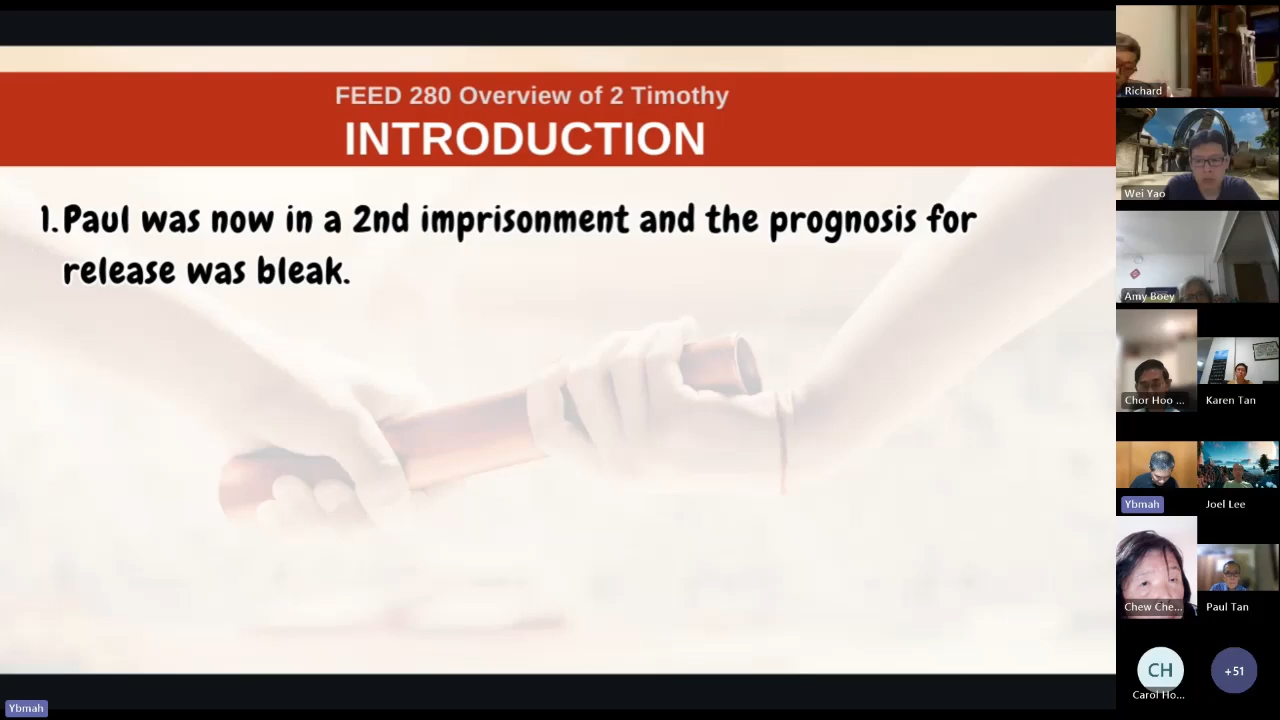 FEED 280 Overview of 2 Timothy
INTRODUCTION
1. Paul was now in a 2nd imprisonment and the prognosis for
release was bleak.
Richard
Wei Yao
Amy Boey
Chor Hoo ...
Karen Tan
Ybmah
Joel Lee
Chew Che...
Paul Tan
CH
+51
Carol Ho...
Ybmah